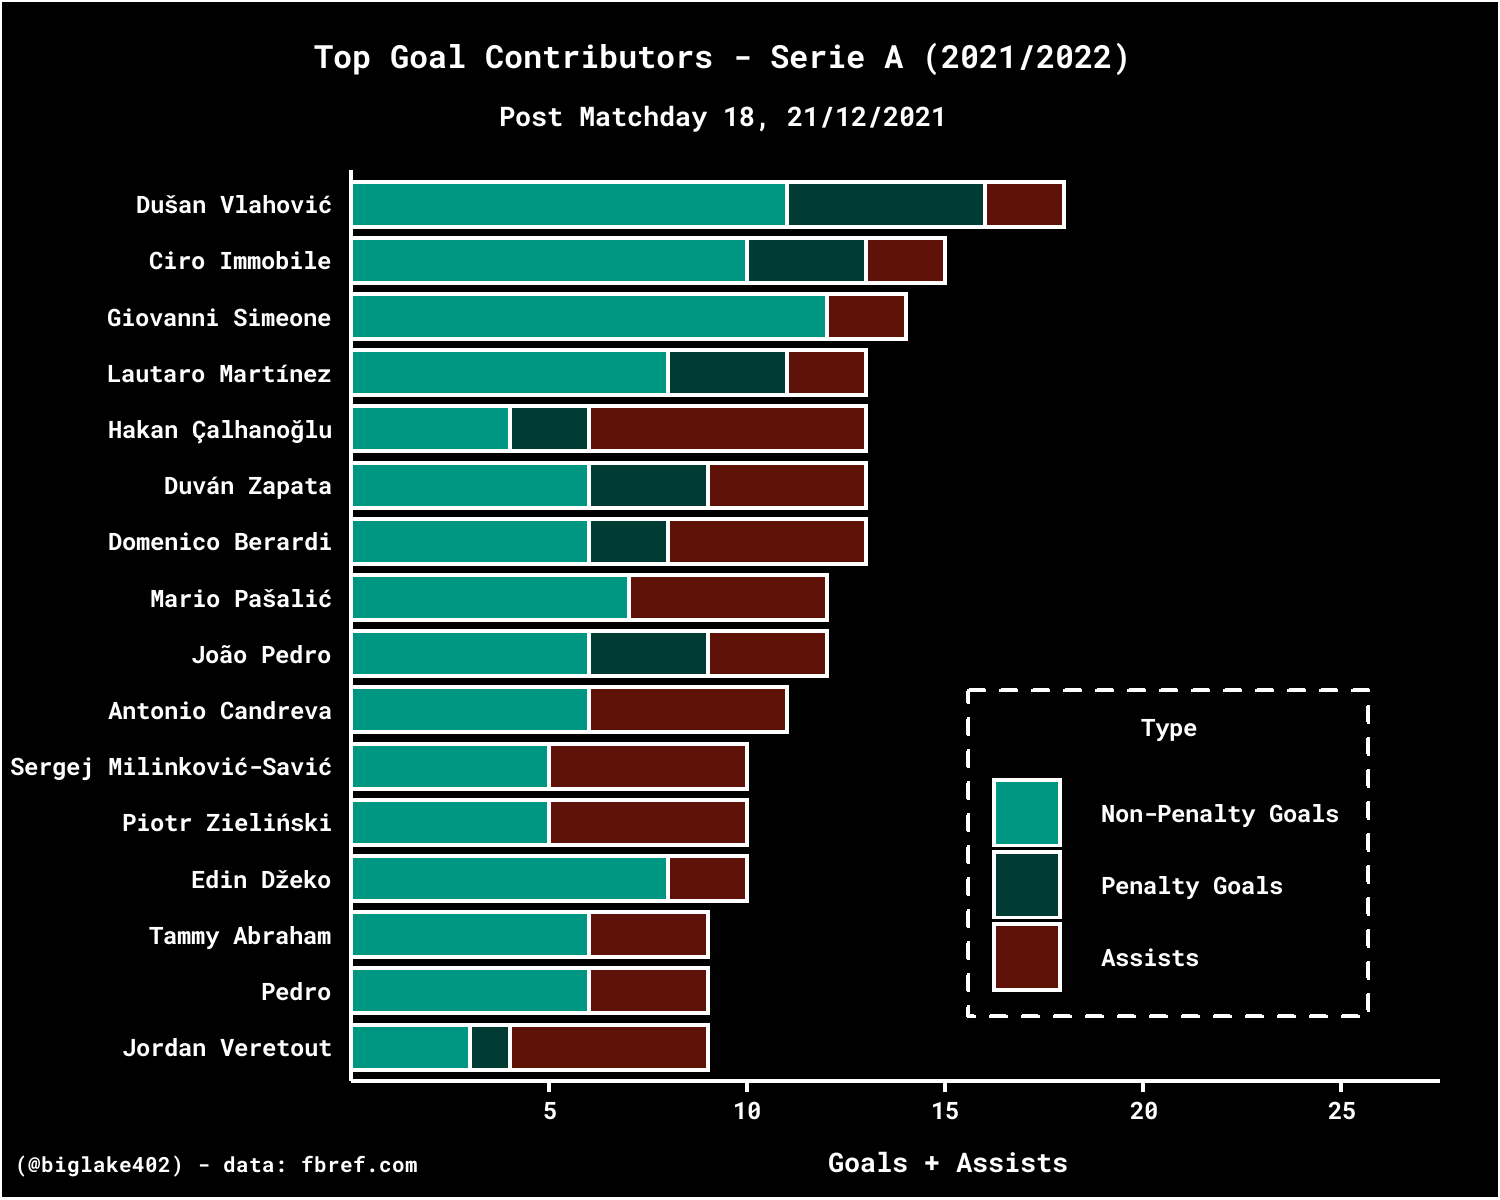 Top Goal Contributors - Serie A (2021/2022)
Post Matchday 18, 21/12/2021
Dušan Vlahović
Ciro Immobile
Giovanni Simeone
Lautaro Martínez
Hakan Çalhanoğlu
Duván Zapata
Domenico Berardi
Mario Pašalić
João Pedro
Antonio Candreva
Sergej Milinković-Savić
Piotr Zieliński
Edin Džeko
Tammy Abraham
Pedro
Jordan Veretout
Type
Non-Penalty Goals
Penalty Goals
Assists
5 10 15 20 25
Goals + Assists
(@biglake402) - data: fbref.com